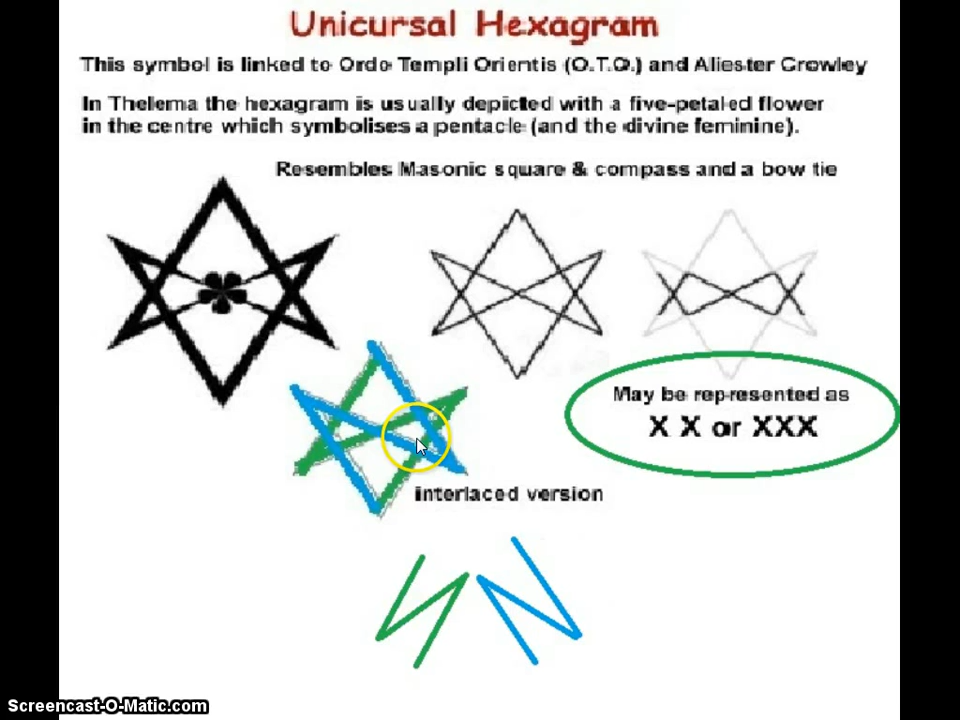 Unicursal Hexagram
This symbol is linked to Ordo Templi Orientis (O.T.O.) and Aliester Crowley
In Thelema the hexagram is usually depicted with a five-petaled flower
in the centre which symbolises a pentacle (and the divine feminine).
Resembles Masonic square & compass and a bow tie
May be represented as
X X or XXX
interlaced version
Screencast-O-Matic.com